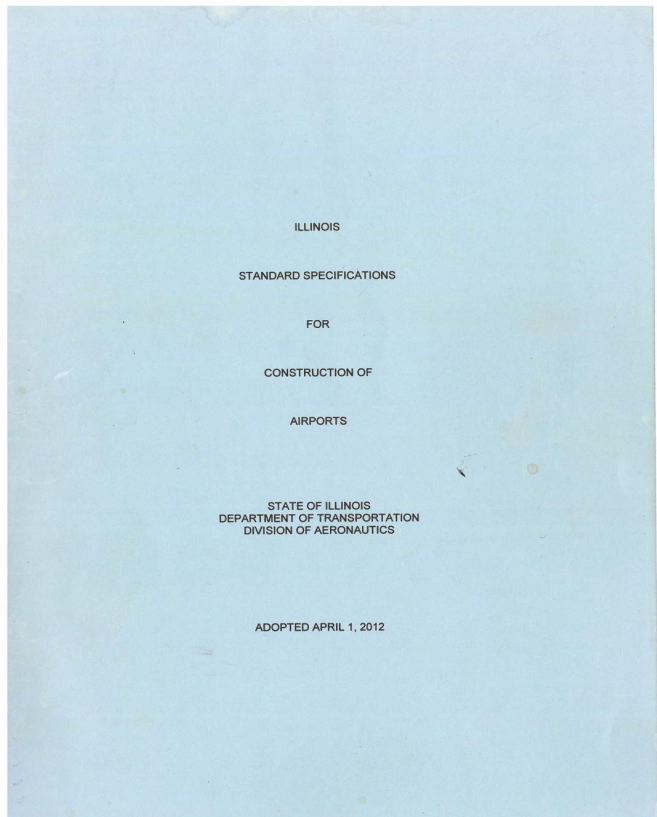 ILLINOIS
STANDARD SPECIFICATIONS
FOR
CONSTRUCTION OF
AIRPORTS
STATE OF ILLINOIS
DEPARTMENT OF TRANSPORTATION
DIVISION OF AERONAUTICS
ADOPTED APRIL 1, 2012